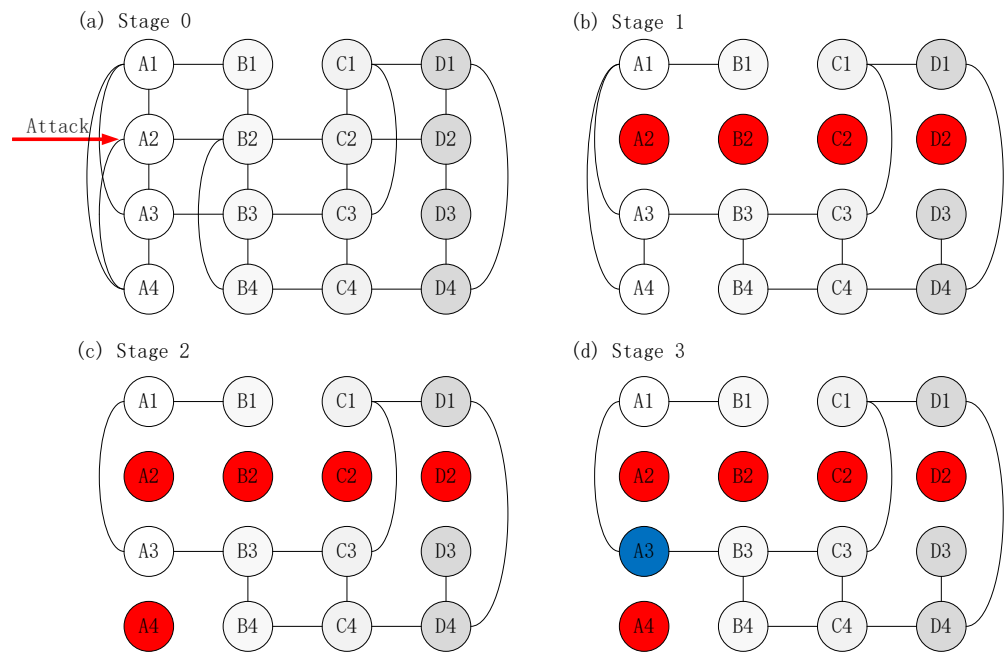 (a) Stage 0
A1 B1 C1 D1
Attack
A2 B2 C2 D2
A3 B3 C3 D3
A4 B4 C4 D4
(b) Stage 1
A1 B1 C1 D1
A2 B2 C2 D2
A3 B3 C3 D3
A4 B4 C4 D4
(c) Stage 2
A1 B1 C1 D1
A2 B2 C2 D2
A3 B3 C3 D3
A4 B4 C4 D4
(d) Stage 3
A1 B1 C1 D1
A2 B2 C2 D2
A3 B3 C3 D3
A4 B4 C4 D4